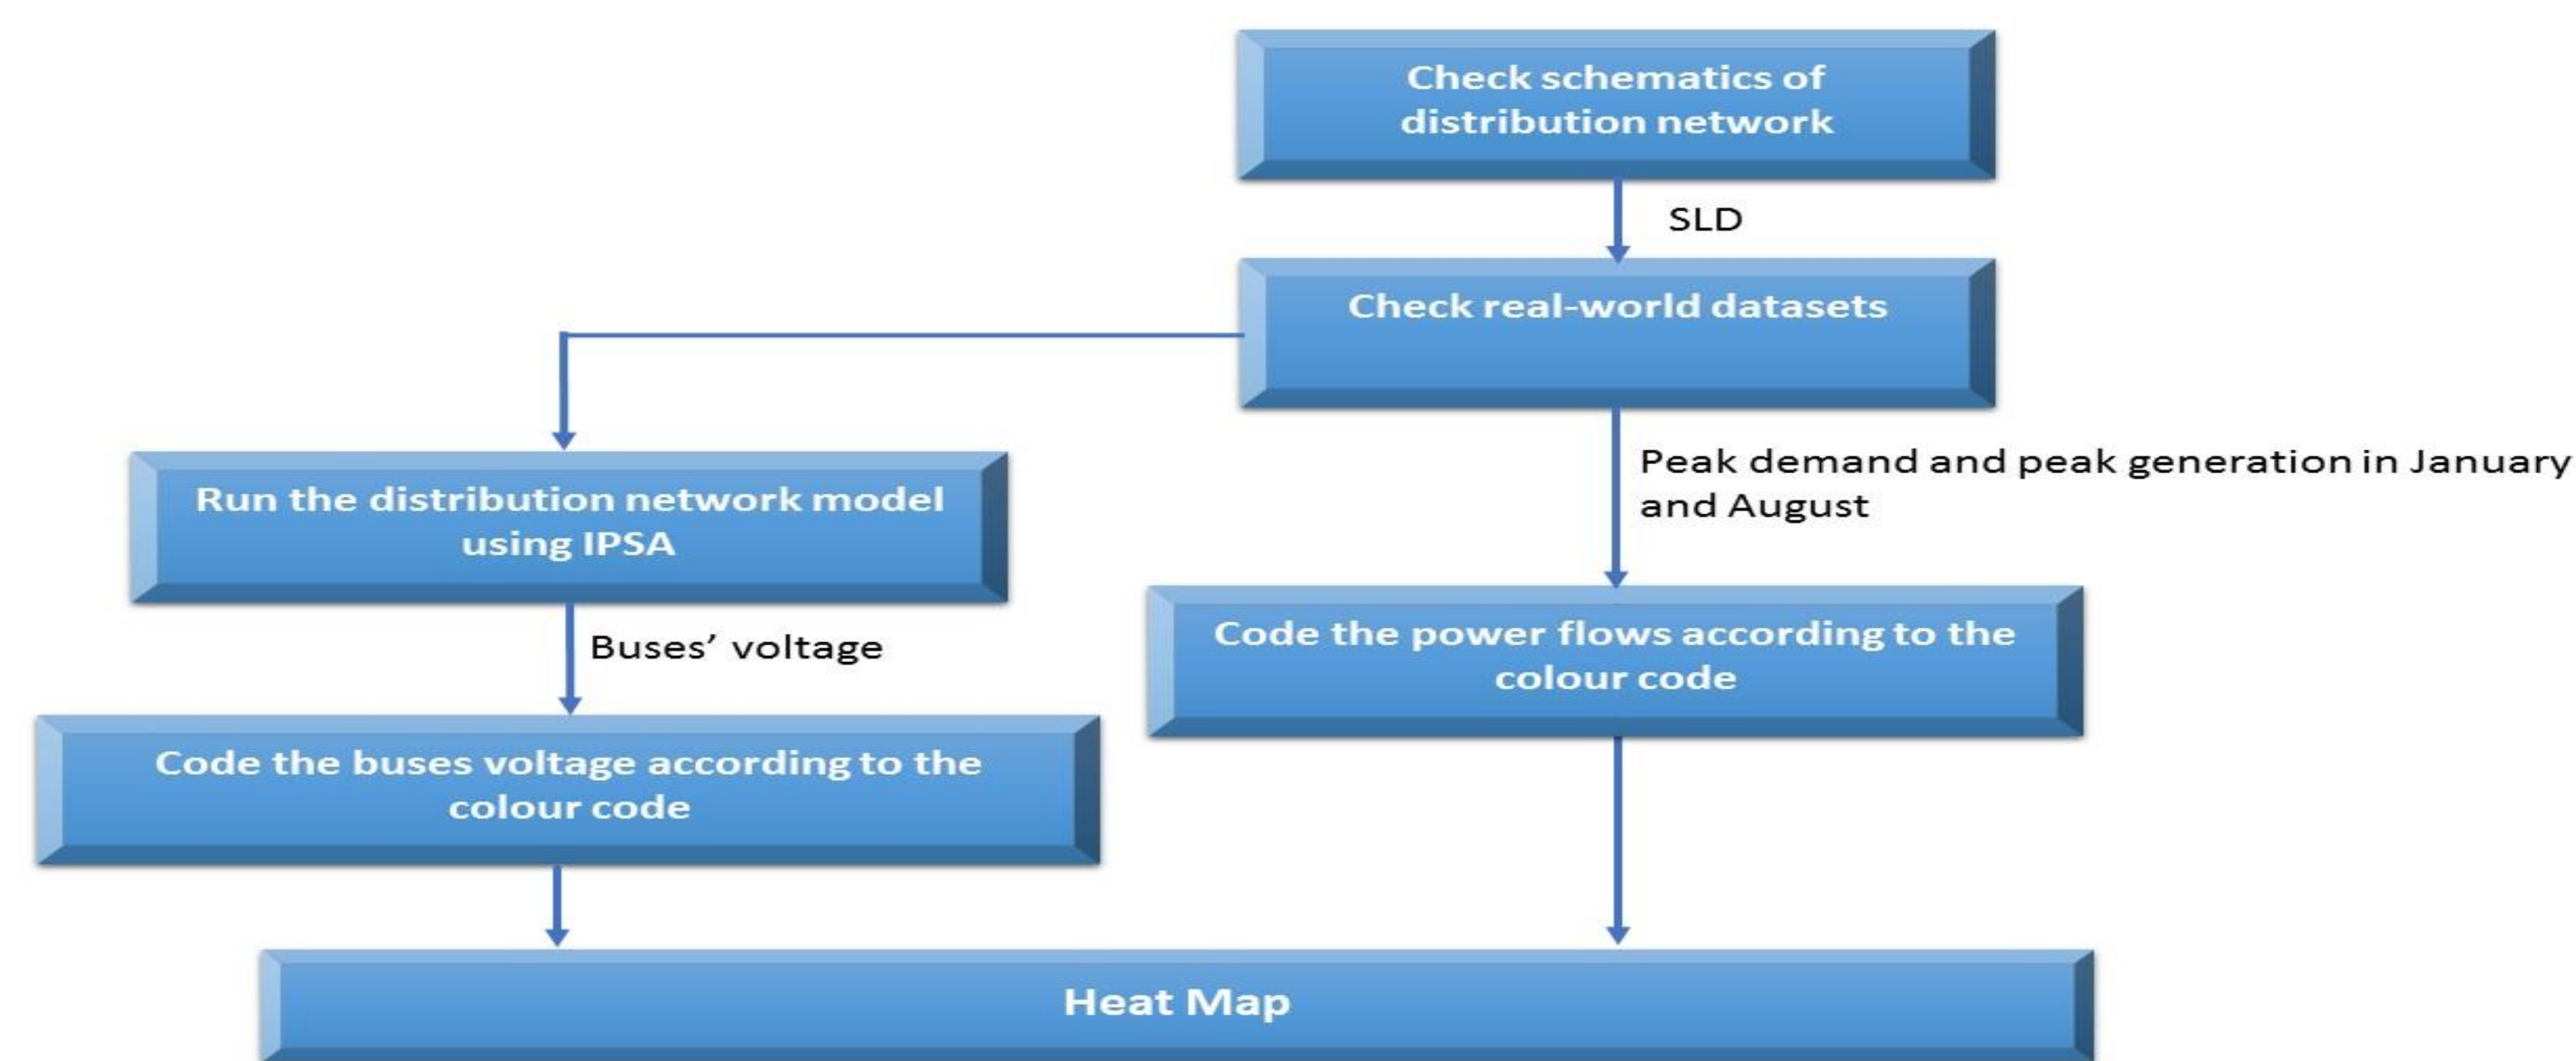 Check schematics of
distribution network
SLD
Check real-world datasets
Peak demand and peak generation in January
and August
Run the distribution network model
using IPSA
Buses’ voltage
Code the power flows according to the
colour code
Code the buses voltage according to the
colour code
Heat Map